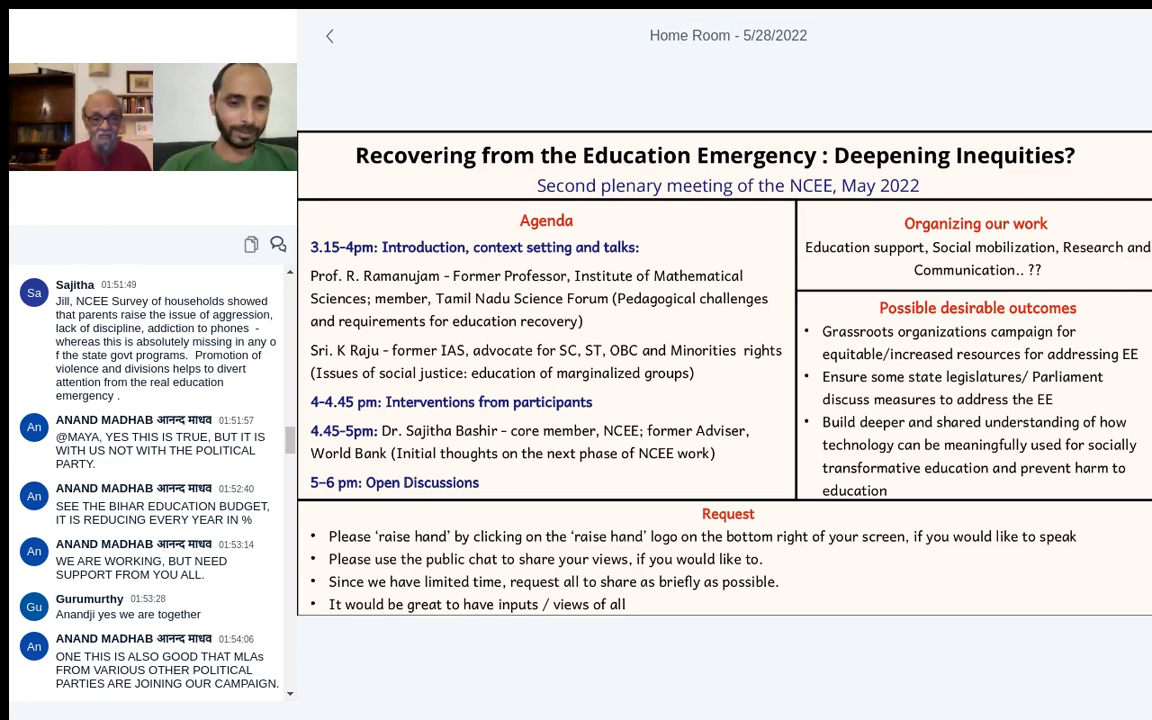 Home Room - 5/28/2022
Recovering from the Education Emergency : Deepening Inequities?
Second plenary meeting of the NCEE, May 2022
Agenda
3.15-4pm: Introduction, context setting and talks:
Prof. R. Ramanujam - Former Professor, Institute of Mathematical
Sciences; member, Tamil Nadu Science Forum (Pedagogical challenges
and requirements for education recovery)
Sri. K Raju - former IAS, advocate for SC, ST, OBC and Minorities rights
(Issues of social justice: education of marginalized groups)
4-4.45 pm: Interventions from participants
4.45-5pm: Dr. Sajitha Bashir - core member, NCEE; former Adviser,
World Bank (Initial thoughts on the next phase of NCEE work)
5-6 pm: Open Discussions
Organizing our work
Education support, Social mobilization, Research and
Communication.. ??
Possible desirable outcomes
• Grassroots organizations campaign for
equitable/increased resources for addressing EE
• Ensure some state legislatures/ Parliament
discuss measures to address the EE
• Build deeper and shared understanding of how
technology can be meaningfully used for socially
transformative education and prevent harm to
education
Request
• Please ‘raise hand’ by clicking on the ‘raise hand’ logo on the bottom right of your screen, if you would like to speak
• Please use the public chat to share your views, if you would like to.
• Since we have limited time, request all to share as briefly as possible.
• It would be great to have inputs / views of all
Sa
Sajitha 01:51:49
Jill, NCEE Survey of households showed
that parents raise the issue of aggression,
lack of discipline, addiction to phones -
whereas this is absolutely missing in any o
f the state govt programs. Promotion of
violence and divisions helps to divert
attention from the real education
emergency .
An
ANAND MADHAB आनन्द माधव 01:51:57
@MAYA, YES THIS IS TRUE, BUT IT IS
WITH US NOT WITH THE POLITICAL
PARTY.
An
ANAND MADHAB आनन्द माधव 01:52:40
SEE THE BIHAR EDUCATION BUDGET,
IT IS REDUCING EVERY YEAR IN %
An
ANAND MADHAB आनन्द माधव 01:53:14
WE ARE WORKING, BUT NEED
SUPPORT FROM YOU ALL.
Gu
Gurumurthy 01:53:28
Anandji yes we are together
An
ANAND MADHAB आनन्द माधव 01:54:06
ONE THIS IS ALSO GOOD THAT MLAs
FROM VARIOUS OTHER POLITICAL
PARTIES ARE JOINING OUR CAMPAIGN.